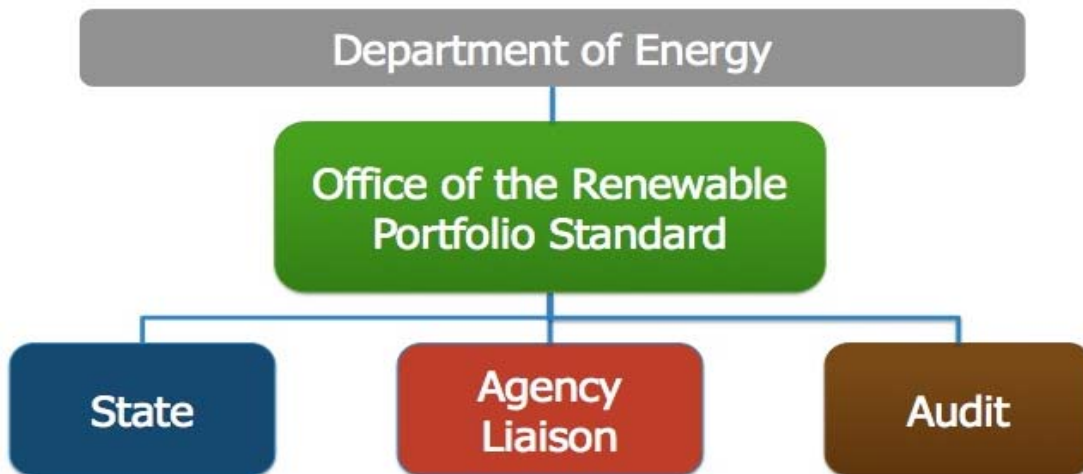 Department of Energy
Office of the Renewable
Portfolio Standard
State
Agency
Liaison
Audit